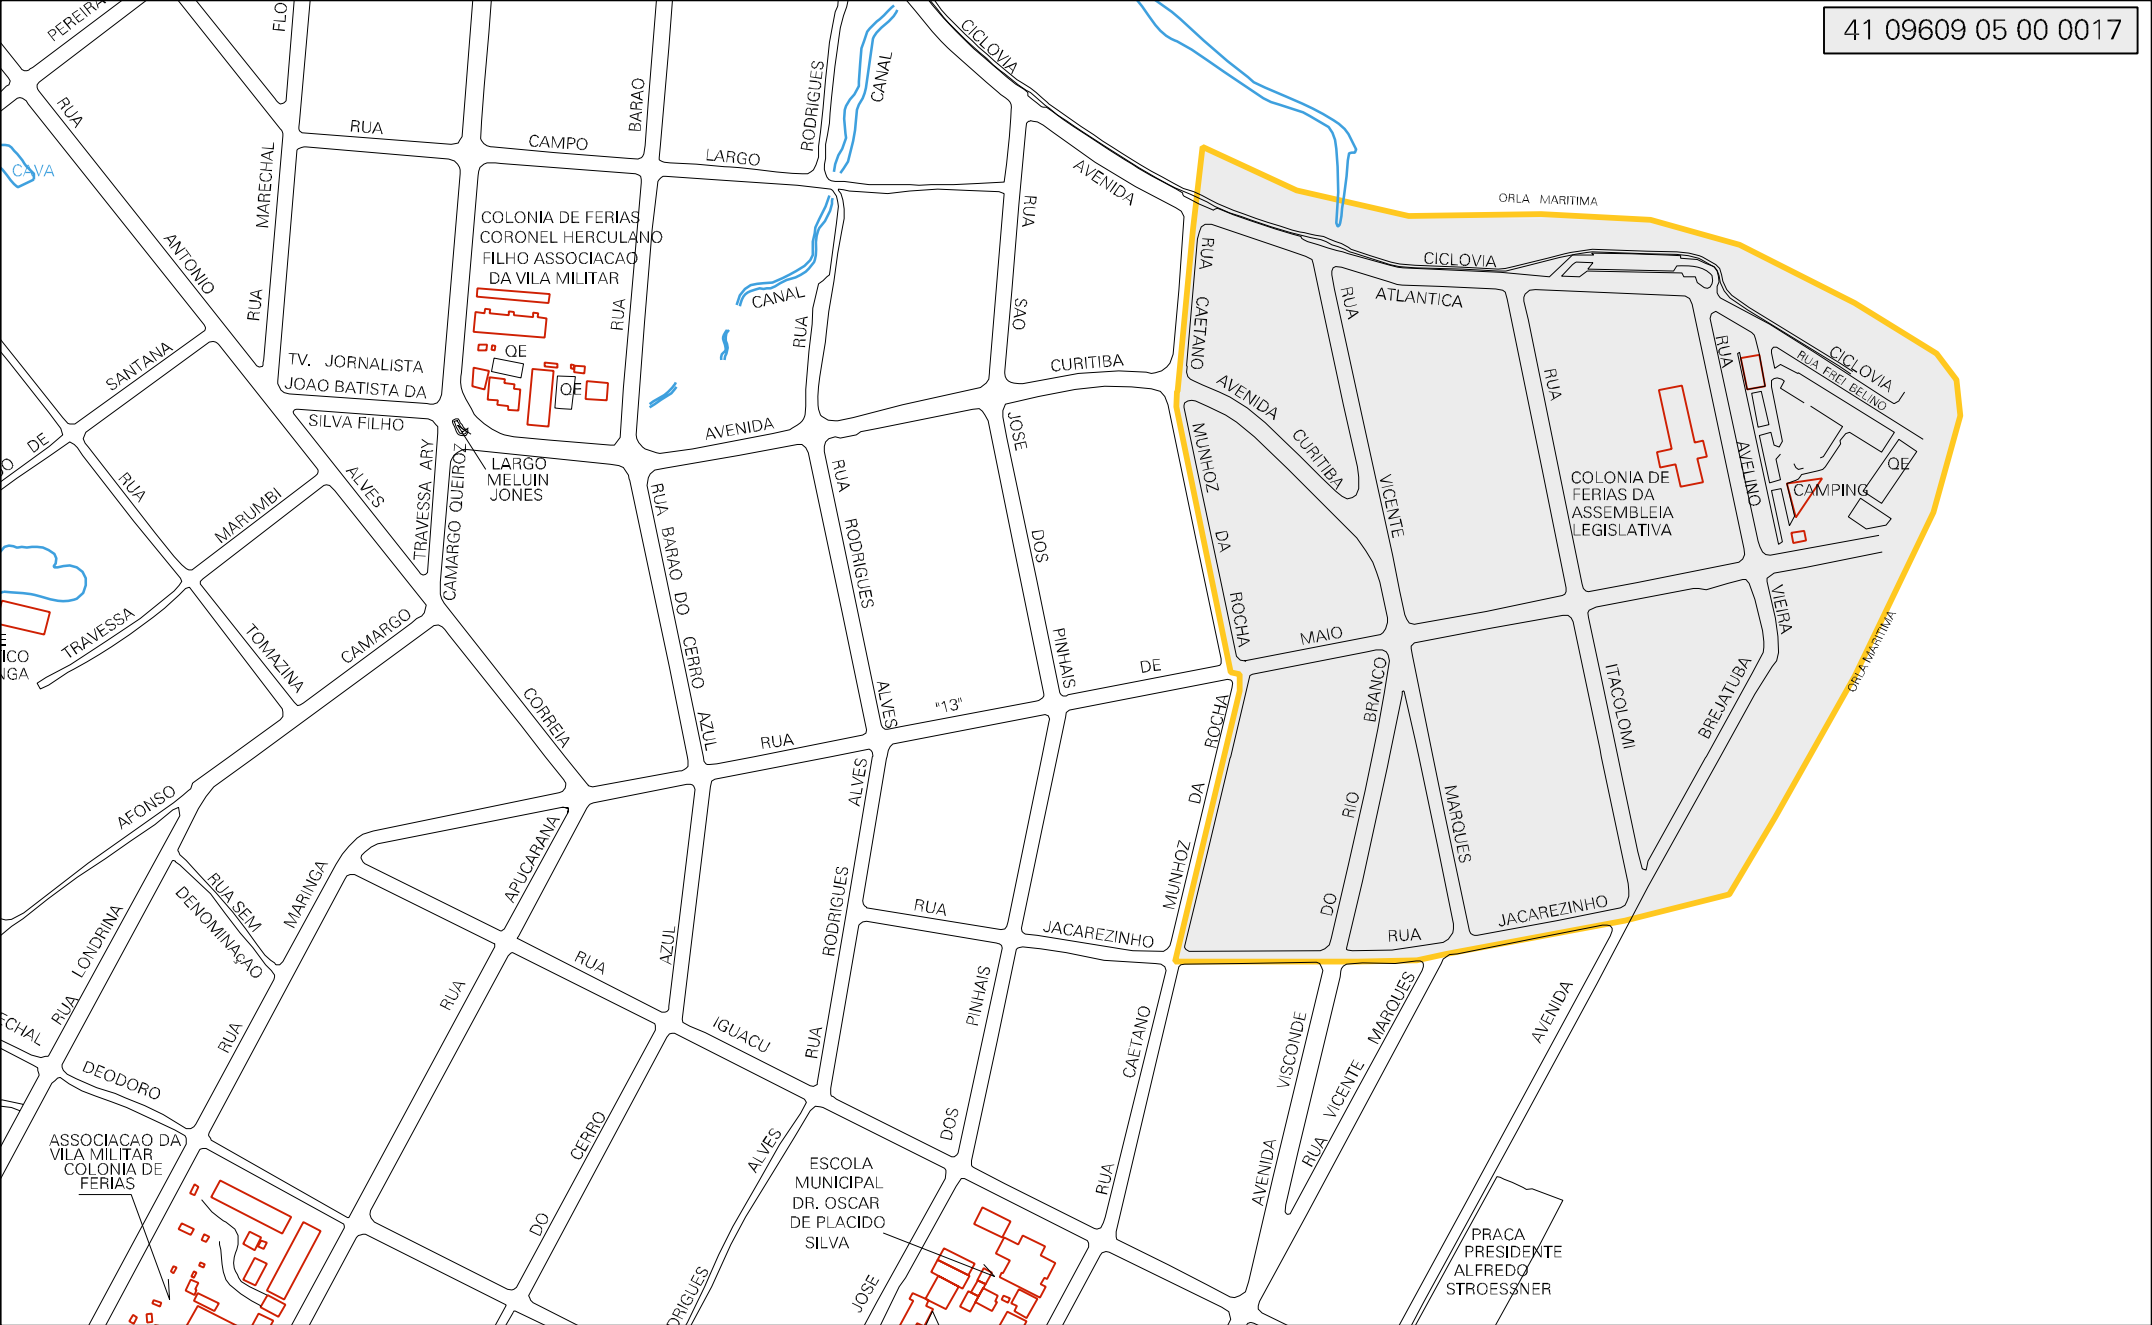 41 09609 05 00 0017
PEREIRA
FLO
RUA
MARECHAL
RUA
RUA
CAMPO
LARGO
BARAO
RUA
RODRIGUES
RUA
CANAL
CICLOVIA
AVENIDA
CAVA
RUA
ANTONIO
ALVES
CORREIA
COLONIA DE FERIAS
CORONEL HERCULANO
FILHO ASSOCIACAO
DA VILA MILITAR
QE
QE
CANAL
RUA
SAO
JOSE
DOS
PINHAIS
CURITIBA
AVENIDA
TV. JORNALISTA
JOAO BATISTA DA
SILVA FILHO
SANTANA
DE
LARGO
MELUIN
JONES
TRAVESSA ARY
CAMARGO QUEIROZ
RUA
TOMAZINA
MARUMBI
TRAVESSA
CAMARGO
AFONSO
E
ICO
NGA
RUA BARAO DO CERRO AZUL
RUA
RODRIGUES
ALVES
RUA
"13"
DE
MAIO
ORLA MARITIMA
CICLOVIA
ATLANTICA
RUA
CAETANO
MUNHOZ
DA
ROCHA
AVENIDA
CURITIBA
RUA
VICENTE
MARQUES
RUA
ITACOLOMI
RUA
AVELINO
VIEIRA
CICLOVIA
RUA FREI BELINO
QE
CAMPING
COLONIA DE
FERIAS DA
ASSEMBLEIA
LEGISLATIVA
ORLA MARITIMA
BREJATUBA
AVENIDA
BRANCO
RIO
DO
VISCONDE
AVENIDA
RUA
JACAREZINHO
RUA
JACAREZINHO
ROCHA
DA
MUNHOZ
CAETANO
RUA
ALVES
RODRIGUES
RUA
PINHAIS
DOS
JOSE
AZUL
CERRO
DO
ALVES
RIGUES
APUCARANA
RUA
MARINGA
RUA
RUA SEM
DENOMINAçAO
LONDRINA
RUA
ECHAL
DEODORO
RUA
IGUACU
MARQUES
VICENTE
RUA
ASSOCIACAO DA
VILA MILITAR
COLONIA DE
FERIAS
ESCOLA
MUNICIPAL
DR. OSCAR
DE PLACIDO
SILVA
PRACA
PRESIDENTE
ALFREDO
STROESSNER